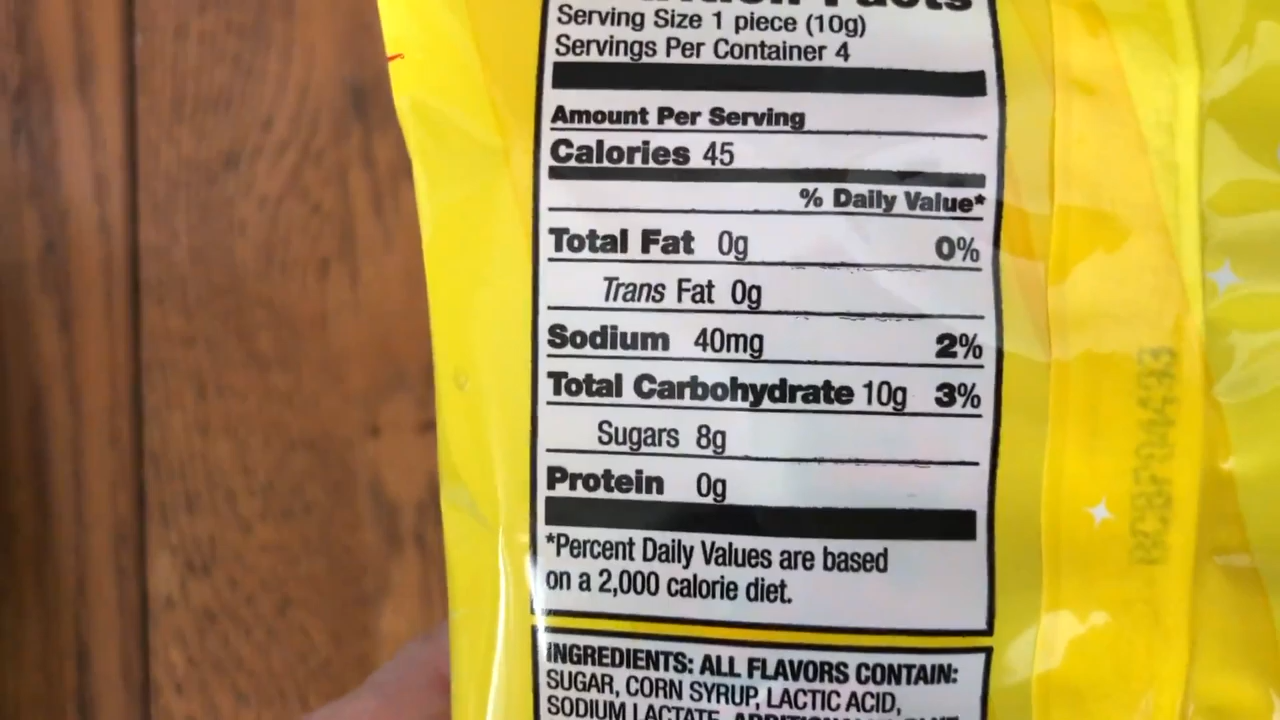 Nutrition Facts
Serving Size 1 piece (10g)
Servings Per Container 4
Amount Per Serving
Calories 45
% Daily Value*
Total Fat 0g 0%
Trans Fat 0g
Sodium 40mg 2%
Total Carbohydrate 10g 3%
Sugars 8g
Protein 0g
*Percent Daily Values are based
on a 2,000 calorie diet.
INGREDIENTS: ALL FLAVORS CONTAIN:
SUGAR, CORN SYRUP, LACTIC ACID,
SODIUM LACTATE,